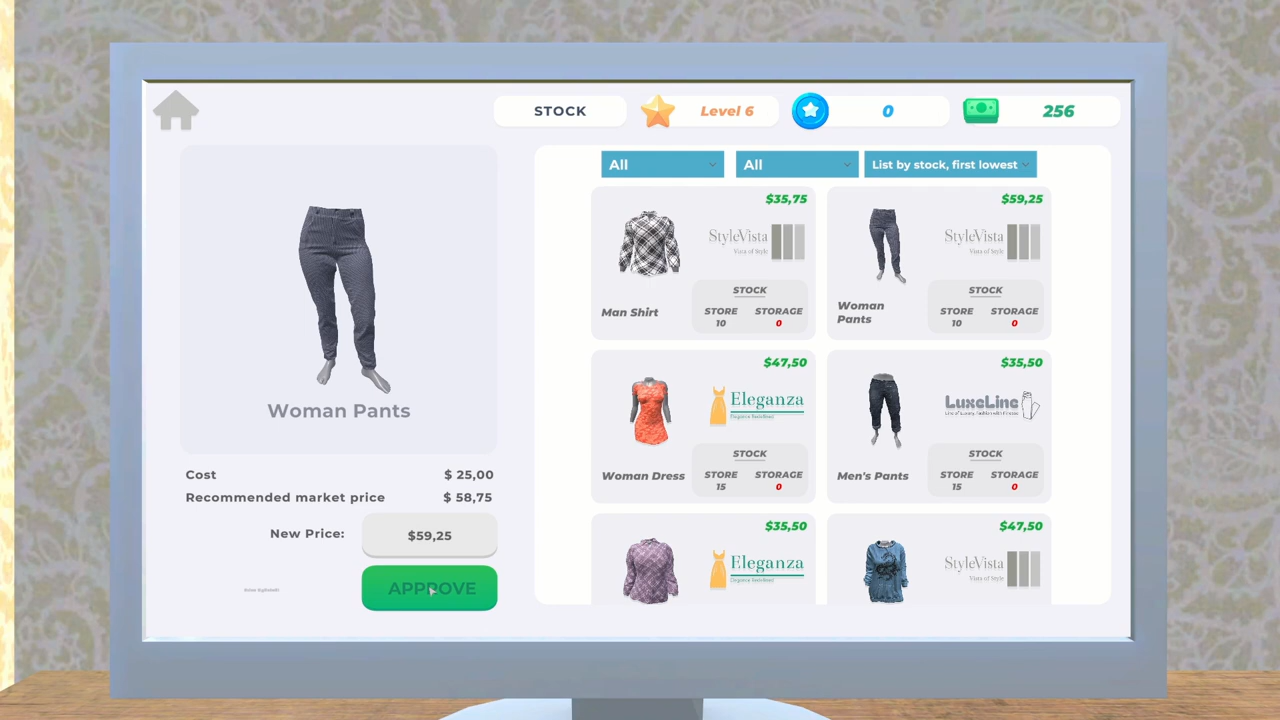 STOCK
Level 6
0
256
Woman Pants
Cost
$ 25,00
Recommended market price
$ 58,75
New Price:
$59,25
APPROVE
All
All
List by stock, first lowest
$35,75
StyleVista
Vista of Style
STOCK
Man Shirt
STORE
10
STORAGE
0
$59,25
StyleVista
Vista of Style
STOCK
Woman
Pants
STORE
10
STORAGE
0
$47,50
Eleganza
Elegance Redefined
STOCK
Woman Dress
STORE
15
STORAGE
0
$35,50
LuxeLine
STOCK
Men's Pants
STORE
15
STORAGE
0
$35,50
Eleganza
Elegance Redefined
$47,50
StyleVista
Vista of Style